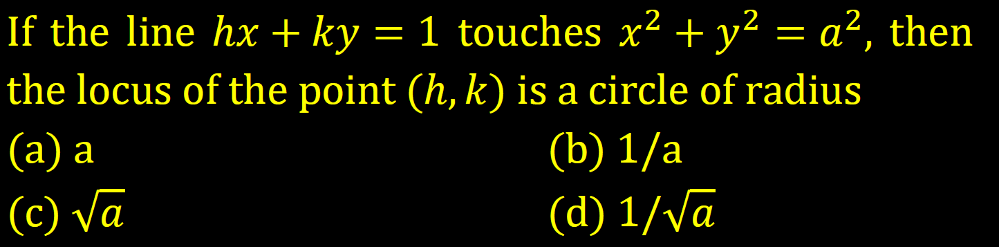 If the line hx + ky = 1 touches x² + y² = a², then
the locus of the point (h, k) is a circle of radius
(a) a (b) 1/a
(c) √a (d) 1/√a